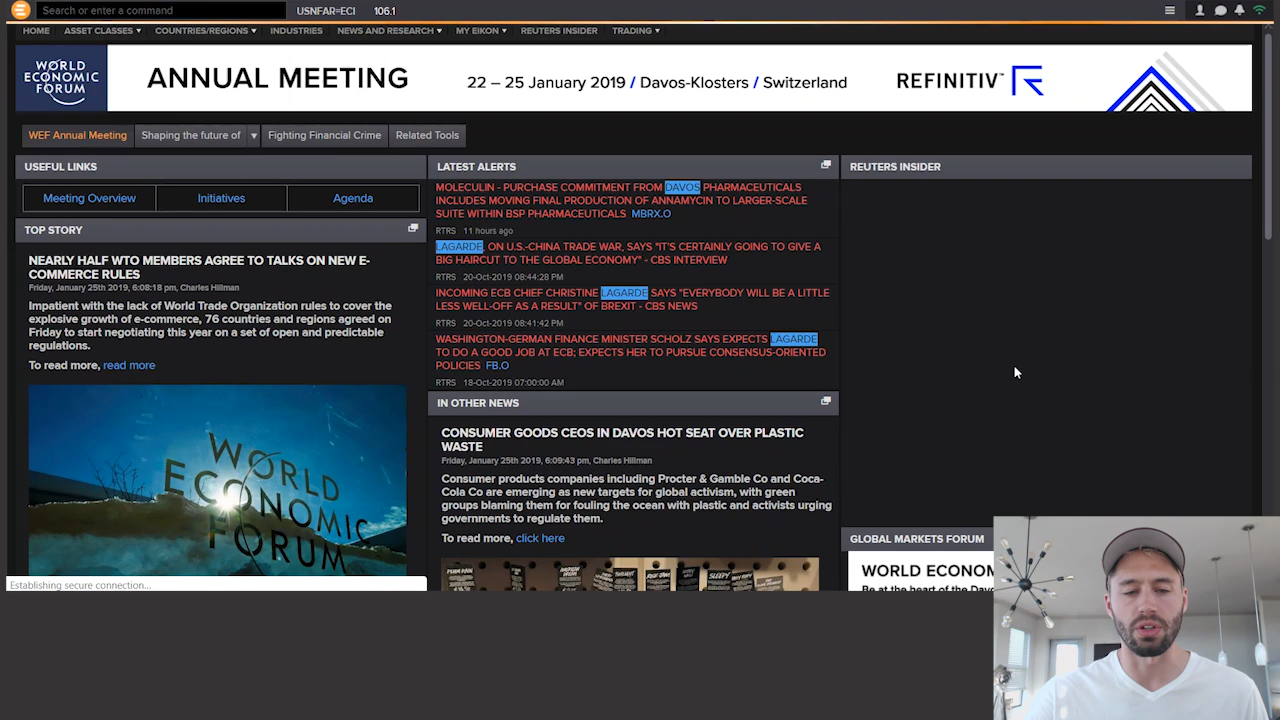 Search or enter a command
USNFAR=ECI 106.1
HOME ASSET CLASSES COUNTRIES/REGIONS INDUSTRIES NEWS AND RESEARCH MY EIKON REUTERS INSIDER TRADING
WORLD
ECONOMIC
FORUM
ANNUAL MEETING
22 – 25 January 2019 / Davos-Klosters / Switzerland
REFINITIV
WEF Annual Meeting Shaping the future of Fighting Financial Crime Related Tools
USEFUL LINKS
Meeting Overview Initiatives Agenda
TOP STORY
NEARLY HALF WTO MEMBERS AGREE TO TALKS ON NEW E-
COMMERCE RULES
Friday, January 25th 2019, 6:08:18 pm, Charles Hillman
Impatient with the lack of World Trade Organization rules to cover the
explosive growth of e-commerce, 76 countries and regions agreed on
Friday to start negotiating this year on a set of open and predictable
regulations.
To read more, read more
WORLD
ECONOMIC
FORUM
Establishing secure connection...
LATEST ALERTS
MOLECULIN - PURCHASE COMMITMENT FROM DAVOS PHARMACEUTICALS
INCLUDES MOVING FINAL PRODUCTION OF ANNAMYCIN TO LARGER-SCALE
SUITE WITHIN BSP PHARMACEUTICALS MBRX.O
RTRS 11 hours ago
LAGARDE, ON U.S.-CHINA TRADE WAR, SAYS "IT'S CERTAINLY GOING TO GIVE A
BIG HAIRCUT TO THE GLOBAL ECONOMY" - CBS INTERVIEW
RTRS 20-Oct-2019 08:44:28 PM
INCOMING ECB CHIEF CHRISTINE LAGARDE SAYS "EVERYBODY WILL BE A LITTLE
LESS WELL-OFF AS A RESULT" OF BREXIT - CBS NEWS
RTRS 20-Oct-2019 08:41:42 PM
WASHINGTON-GERMAN FINANCE MINISTER SCHOLZ SAYS EXPECTS LAGARDE
TO DO A GOOD JOB AT ECB; EXPECTS HER TO PURSUE CONSENSUS-ORIENTED
POLICIES FB.O
RTRS 18-Oct-2019 07:00:00 AM
IN OTHER NEWS
CONSUMER GOODS CEOS IN DAVOS HOT SEAT OVER PLASTIC
WASTE
Friday, January 25th 2019, 6:09:43 pm, Charles Hillman
Consumer products companies including Procter & Gamble Co and Coca-
Cola Co are emerging as new targets for global activism, with green
groups blaming them for fouling the ocean with plastic and activists urging
governments to regulate them.
To read more, click here
REUTERS INSIDER
GLOBAL MARKETS FORUM
WORLD ECONOM
Be at the heart of the Davo